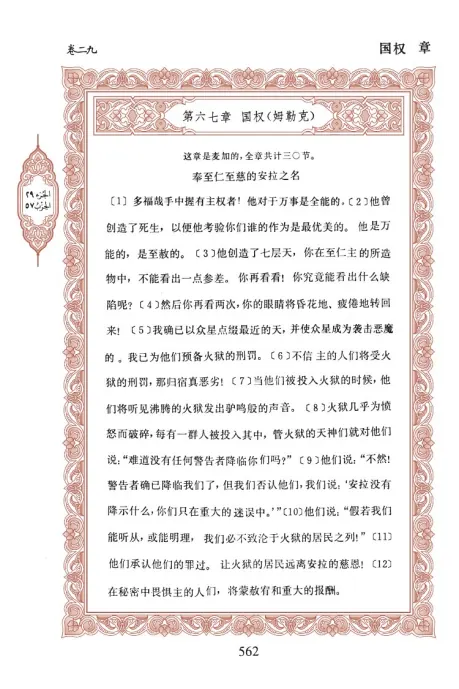 卷二九
国权 章
الجزء ٢٩
الحزب ٥٧
第六七章 国权(姆勒克)
这章是麦加的, 全章共计三〇节。
奉至仁至慈的安拉之名
〔1〕多福哉手中握有主权者! 他对于万事是全能的,〔2〕他曾
创造了死生, 以便他考验你们谁的作为是最优美的。 他是万
能的, 是至赦的。〔3〕他创造了七层天, 你在至仁主的所造
物中, 不能看出一点参差。 你再看看! 你究竟能看出什么缺
陷呢?〔4〕然后你再看两次, 你的眼睛将昏花地、疲倦地转回
来!〔5〕我确已以众星点缀最近的天, 并使众星成为袭击恶魔
的 。我已为他们预备火狱的刑罚。〔6〕不信 主的人们将受火
狱的刑罚, 那归宿真恶劣!〔7〕当他们被投入火狱的时候, 他
们将听见沸腾的火狱发出驴鸣般的声音。〔8〕火狱几乎为愤
怒而破碎, 每有一群人被投入其中, 管火狱的天神们就对他们
说:“难道没有任何警告者降临你们吗?”〔9〕他们说:“不然!
警告者确已降临我们了, 但我们否认他们, 我们说: ‘安拉没有
降示什么, 你们只在重大的迷误中。’”〔10〕他们说:“假若我们
能听从, 或能明理, 我们必不致沦于火狱的居民之列!”〔11〕
他们承认他们的罪过。 让火狱的居民远离安拉的慈恩!〔12〕
在秘密中畏惧主的人们, 将蒙赦宥和重大的报酬。
562